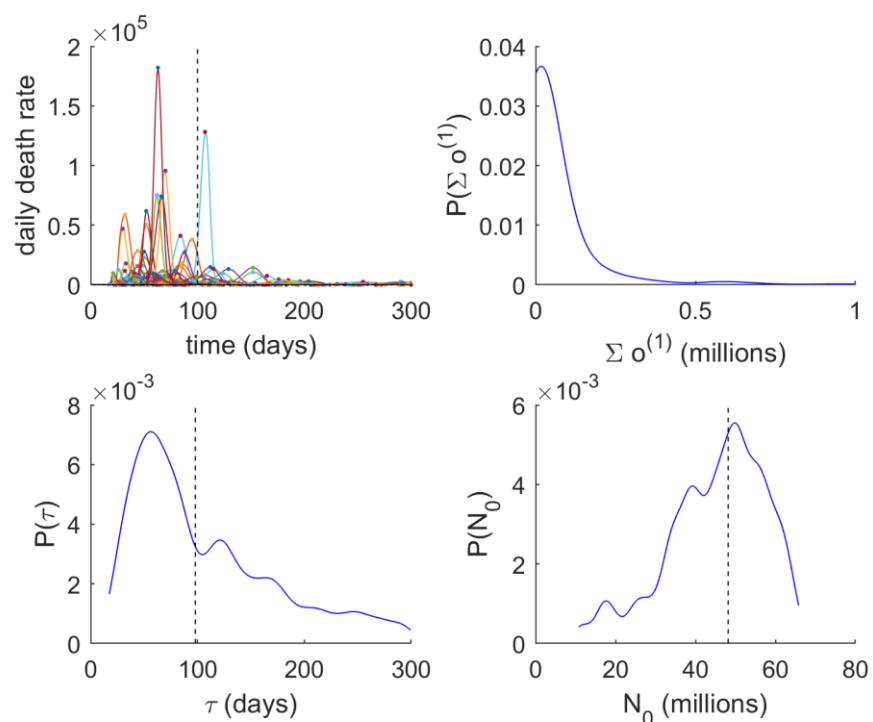 ×10^5
2
1.5
1
0.5
0
0 100 200 300
time (days)
daily death rate
0.04
0.03
0.02
0.01
0
0 0.5 1
Σ o^(1) (millions)
P(Σ o^(1))
×10^-3
8
6
4
2
0
0 100 200 300
τ (days)
P(τ)
×10^-3
6
4
2
0
0 20 40 60 80
N_0 (millions)
P(N_0)